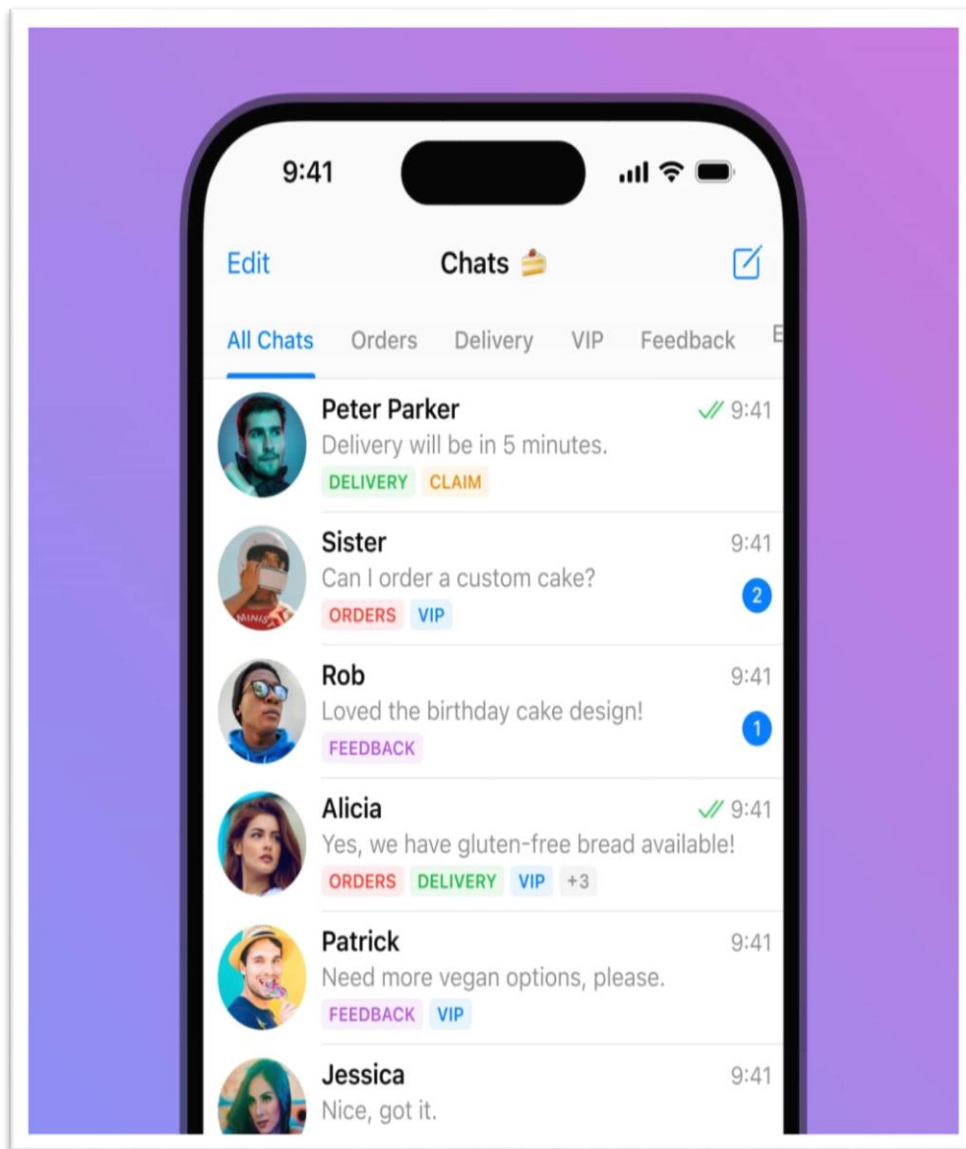 9:41
Edit Chats 🍰
All Chats Orders Delivery VIP Feedback E
Peter Parker 9:41
Delivery will be in 5 minutes.
DELIVERY CLAIM
Sister 9:41
Can I order a custom cake?
2
ORDERS VIP
Rob 9:41
Loved the birthday cake design!
1
FEEDBACK
Alicia 9:41
Yes, we have gluten-free bread available!
ORDERS DELIVERY VIP +3
Patrick 9:41
Need more vegan options, please.
FEEDBACK VIP
Jessica 9:41
Nice, got it.